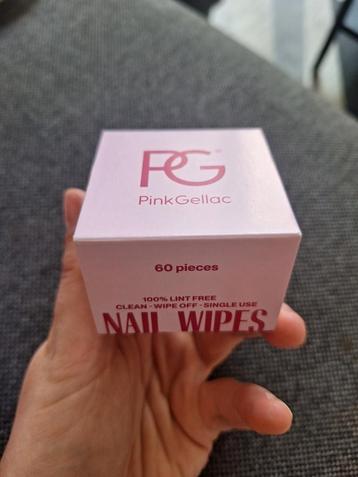 PG
PinkGellac
60 pieces
100% LINT FREE
CLEAN - WIPE OFF - SINGLE USE
NAIL WIPES